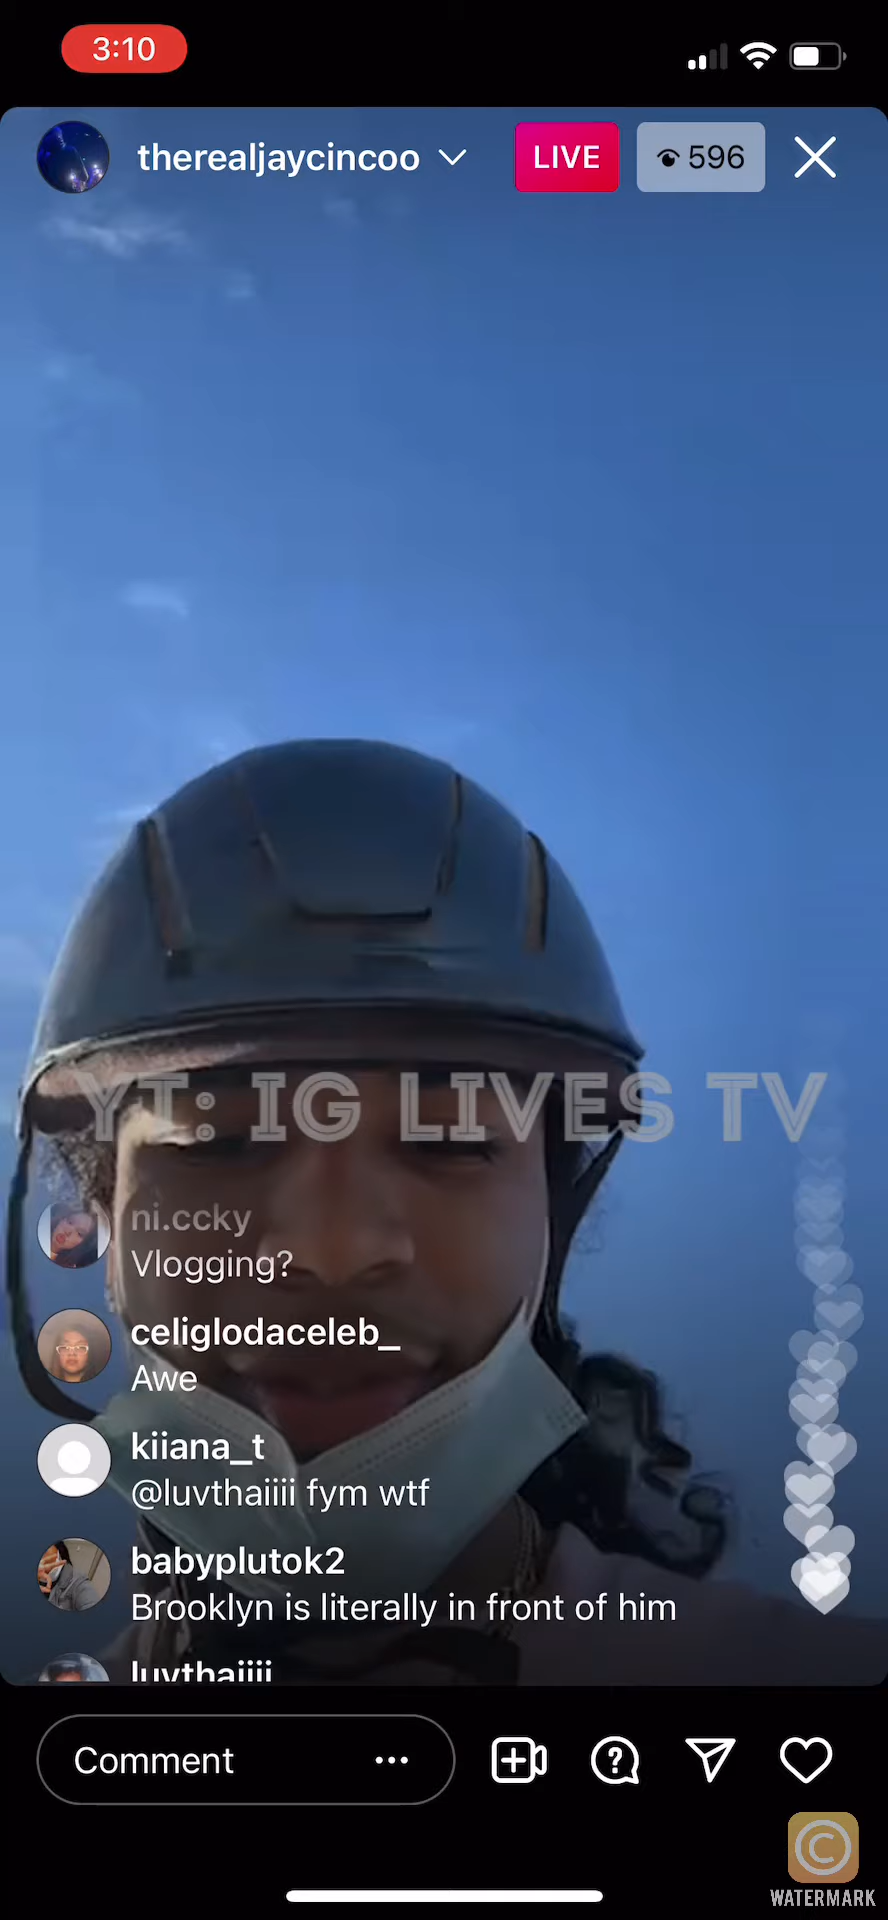 3:10
therealjaycincoo
LIVE
596
YT: IG LIVES TV
ni.ccky
Vlogging?
celiglodaceleb_
Awe
kiiana_t
@luvthaiiii fym wtf
babyplutok2
Brooklyn is literally in front of him
luvthaiiii
Comment
WATERMARK